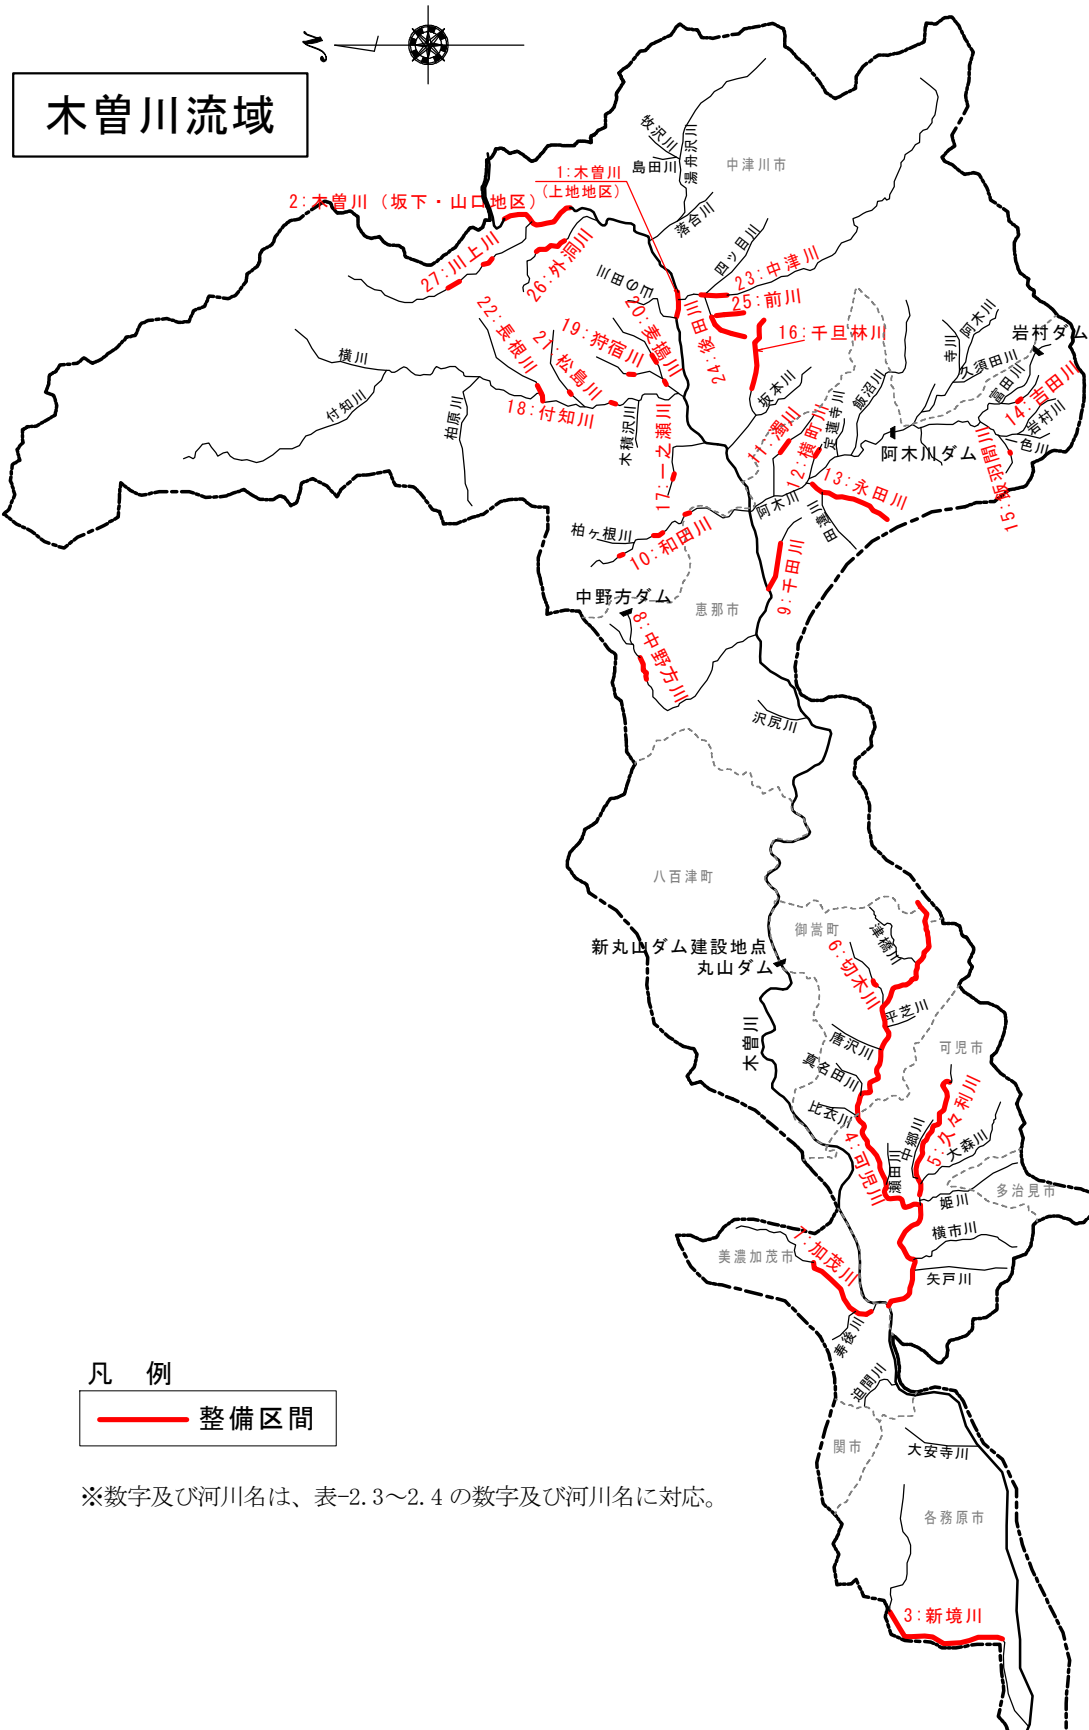 N
木曽川流域
牧沢川
島田川
湯舟沢川
中津川市
1:木曽川
(上地地区)
2:木曽川（坂下・山口地区）
落合川
四ツ目川
27:川上川
26:外洞川
23:中津川
25:前川
24:後田川
16:千旦林川
22:長根川
21:松島川
19:狩宿川
20:麦搗川
横川
付知川
柏原川
18:付知川
木積沢川
17:一之瀬川
坂本川
飯沼川
阿木川
寺川
久須田川
岩村ダム
富田川
14:吉田川
岩村川
一色川
15:飯羽間川
阿木川ダム
11:濁川
12:横町川
定蓮寺川
13:永田川
阿木川
柏ヶ根川
10:和田川
9:千田川
中野方ダム
恵那市
8:中野方川
沢尻川
八百津町
御嵩町
津橋川
新丸山ダム建設地点
丸山ダム
6:切木川
平芝川
木曽川
唐沢川
真名田川
可児市
比衣川
4:可児川
瀬田川
中郷川
5:久々利川
大森川
多治見市
姫川
横市川
矢戸川
7:加茂川
美濃加茂市
寿後川
迫間川
関市
大安寺川
各務原市
3:新境川
凡　例
整備区間
※数字及び河川名は、表-2.3～2.4の数字及び河川名に対応。